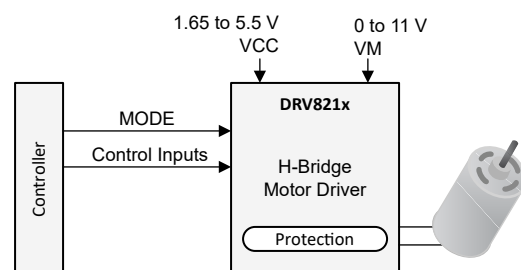 1.65 to 5.5 V
VCC
0 to 11 V
VM
DRV821x
MODE
Control Inputs
Controller
H-Bridge
Motor Driver
Protection